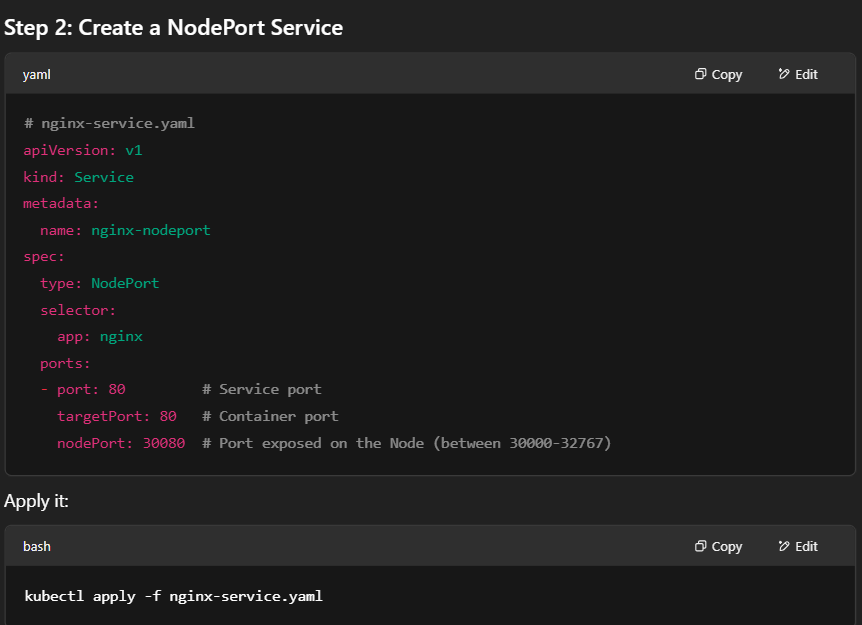 Step 2: Create a NodePort Service
yaml Copy Edit
# nginx-service.yaml
apiVersion: v1
kind: Service
metadata:
  name: nginx-nodeport
spec:
  type: NodePort
  selector:
    app: nginx
  ports:
  - port: 80         # Service port
    targetPort: 80   # Container port
    nodePort: 30080  # Port exposed on the Node (between 30000-32767)
Apply it:
bash Copy Edit
kubectl apply -f nginx-service.yaml